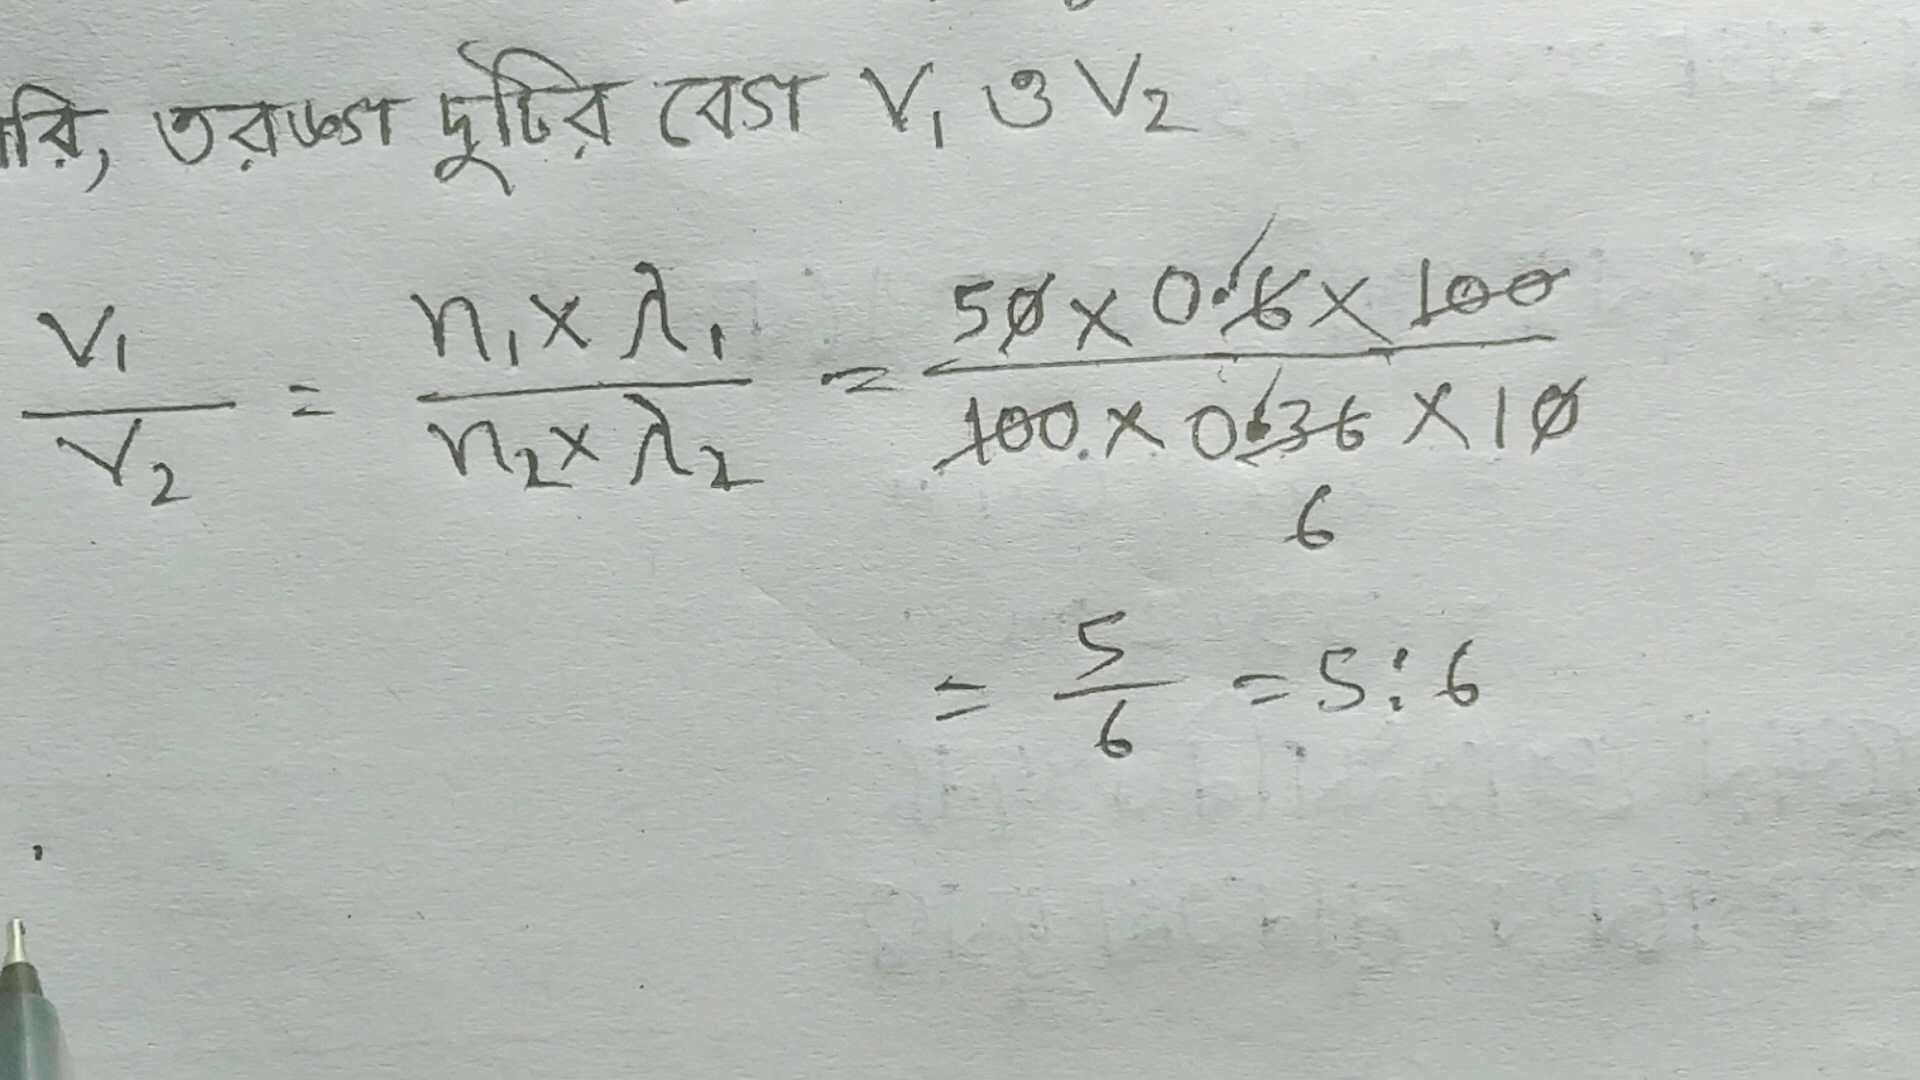 তরঙ্গ দুটির বেগ V₁ ও V₂
V₁/V₂ = n₁ × λ₁ / n₂ × λ₂ = 50 × 0.6 × 100 / 100 × 0.36 × 10
6
= 5/6 = 5:6